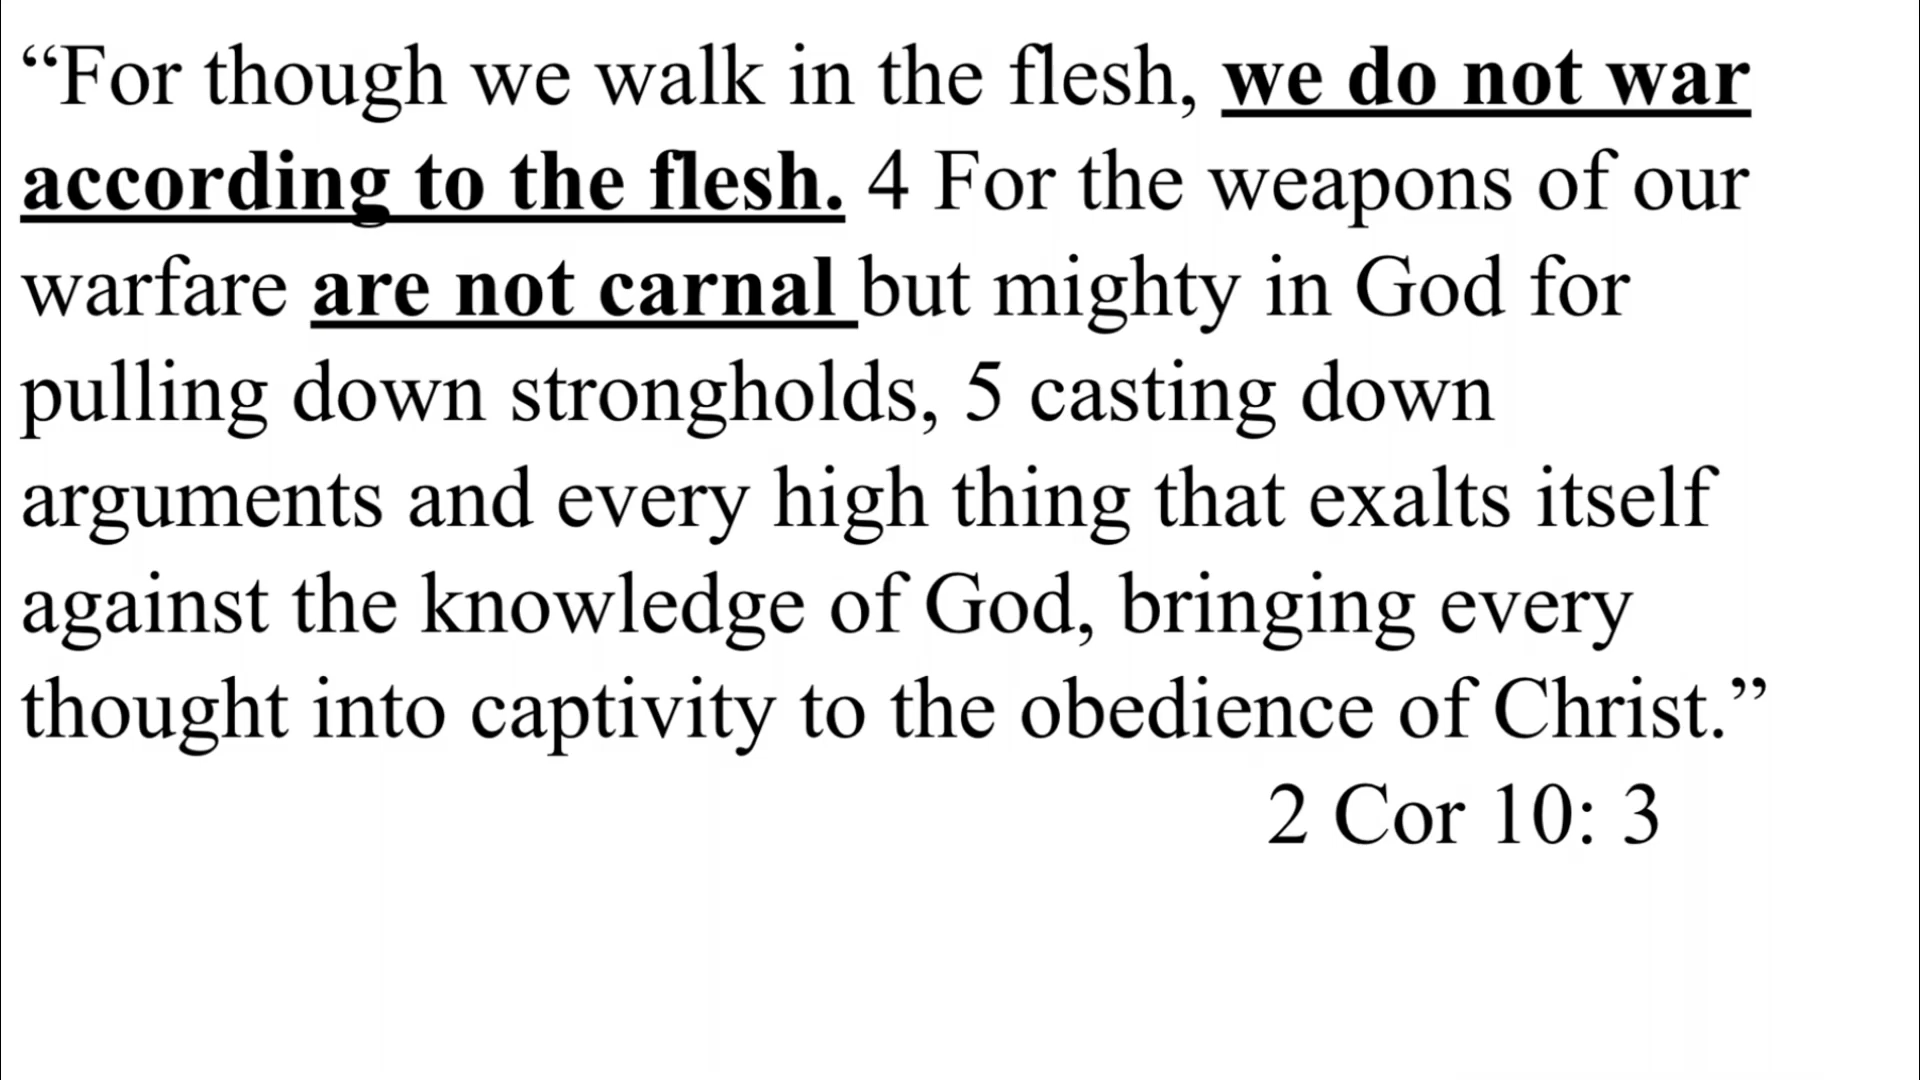 “For though we walk in the flesh, we do not war
according to the flesh. 4 For the weapons of our
warfare are not carnal but mighty in God for
pulling down strongholds, 5 casting down
arguments and every high thing that exalts itself
against the knowledge of God, bringing every
thought into captivity to the obedience of Christ.”
2 Cor 10: 3